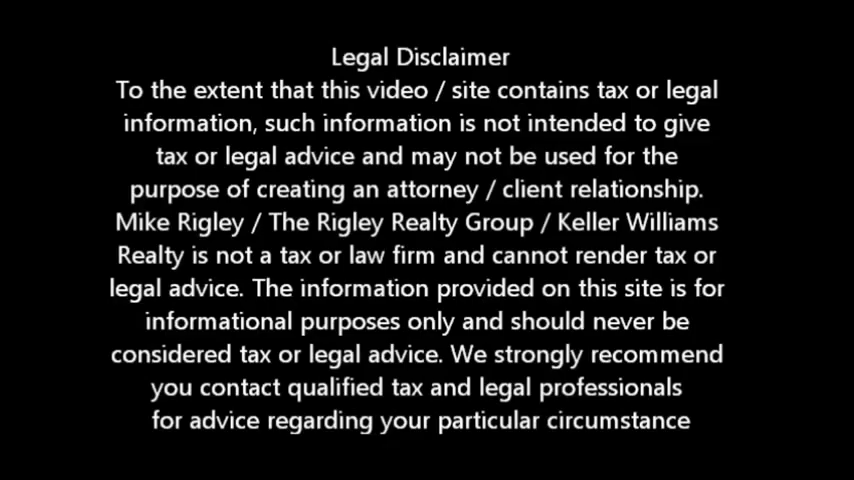 Legal Disclaimer
To the extent that this video / site contains tax or legal
information, such information is not intended to give
tax or legal advice and may not be used for the
purpose of creating an attorney / client relationship.
Mike Rigley / The Rigley Realty Group / Keller Williams
Realty is not a tax or law firm and cannot render tax or
legal advice. The information provided on this site is for
informational purposes only and should never be
considered tax or legal advice. We strongly recommend
you contact qualified tax and legal professionals
for advice regarding your particular circumstance